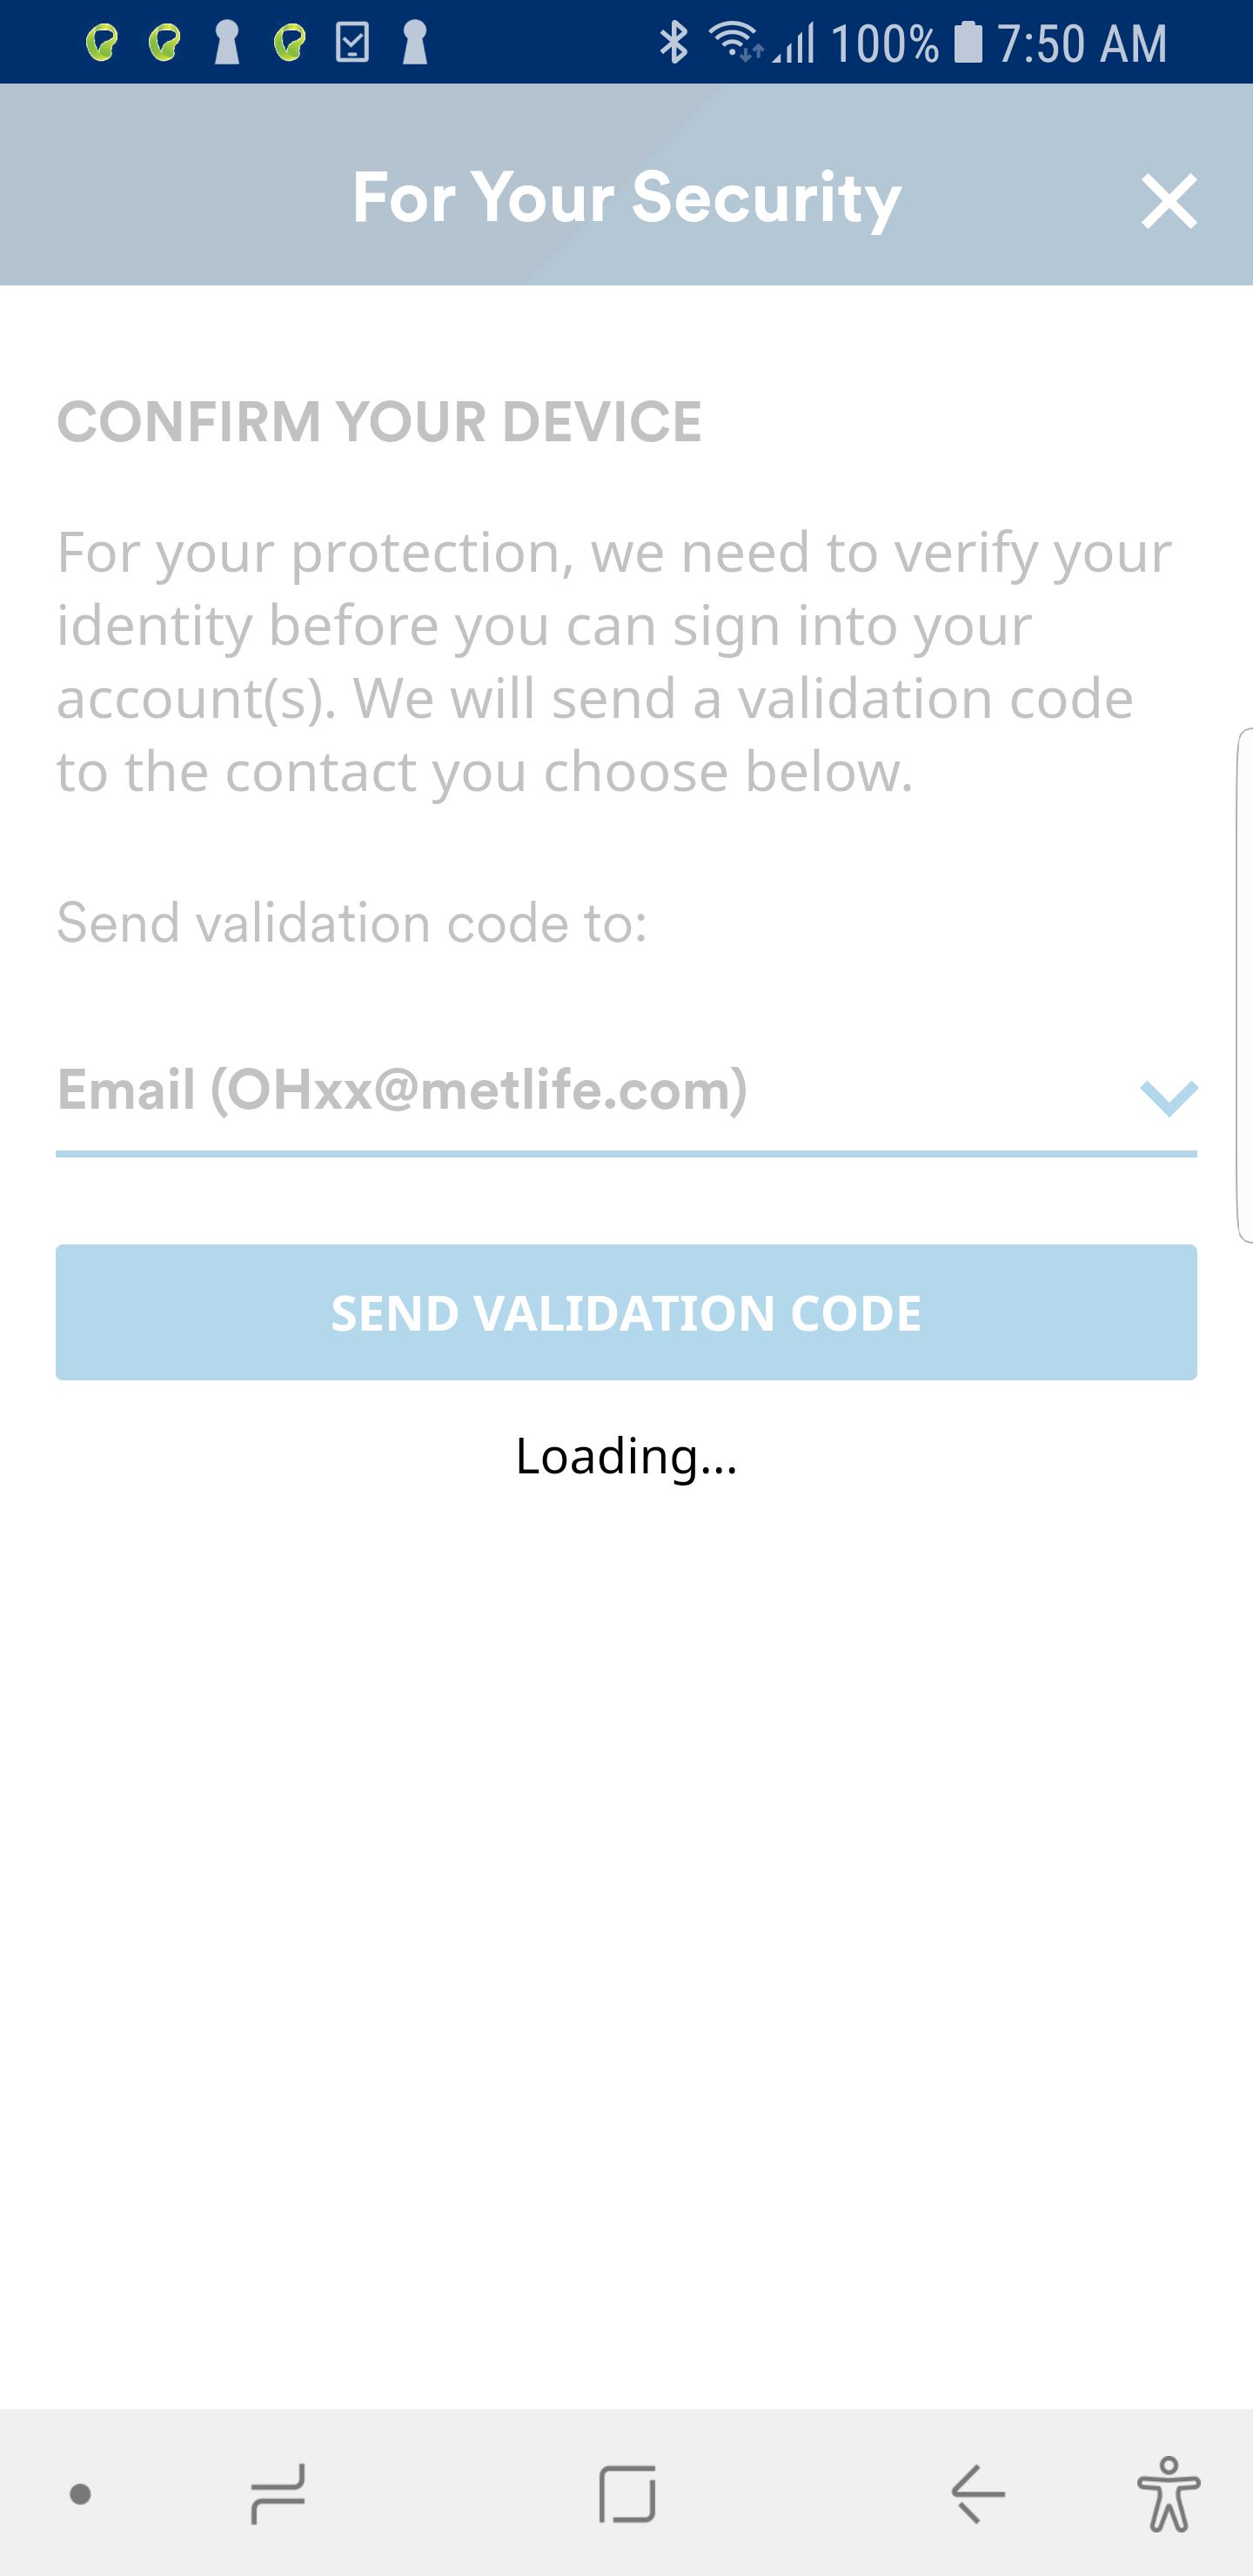 100% 7:50 AM
For Your Security
CONFIRM YOUR DEVICE
For your protection, we need to verify your
identity before you can sign into your
account(s). We will send a validation code
to the contact you choose below.
Send validation code to:
Email (OHxx@metlife.com)
SEND VALIDATION CODE
Loading...